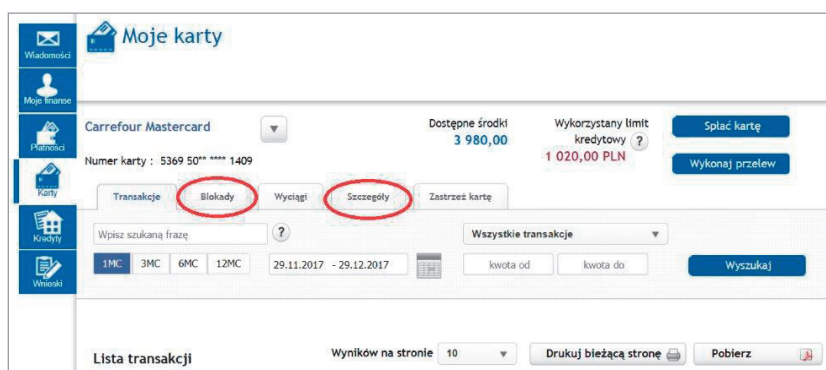 Wiadomości
Moje finanse
Płatności
Karty
Kredyty
Wnioski
Moje karty
Carrefour Mastercard
Numer karty : 5369 50** **** 1409
Dostępne środki
3 980,00
Wykorzystany limit
kredytowy ?
1 020,00 PLN
Spłać kartę
Wykonaj przelew
Transakcje Blokady Wyciągi Szczegóły Zastrzeż kartę
Wpisz szukaną frazę ? Wszystkie transakcje
1MC 3MC 6MC 12MC 29.11.2017 - 29.12.2017 kwota od kwota do Wyszukaj
Lista transakcji Wyników na stronie 10 Drukuj bieżącą stronę Pobierz